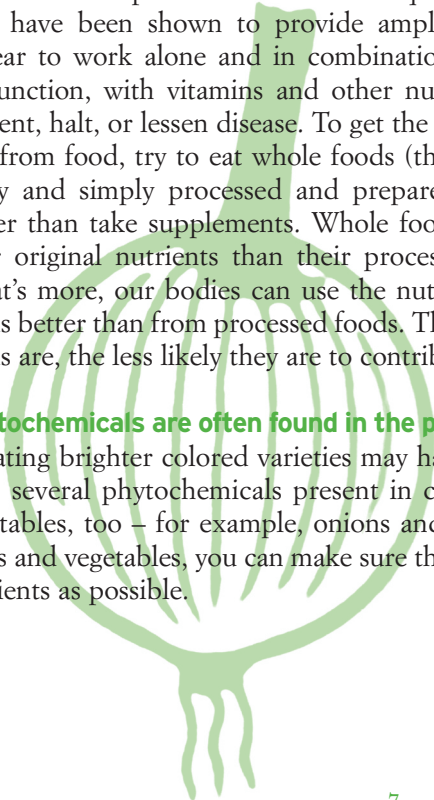 have been shown to provide ampl
ear to work alone and in combinatio
unction, with vitamins and other nu
ent, halt, or lessen disease. To get the
from food, try to eat whole foods (th
y and simply processed and prepare
er than take supplements. Whole foo
r original nutrients than their proces
at’s more, our bodies can use the nut
s better than from processed foods. Th
s are, the less likely they are to contrib
tochemicals are often found in the p
ating brighter colored varieties may ha
several phytochemicals present in c
tables, too – for example, onions and
s and vegetables, you can make sure th
ients as possible.
7